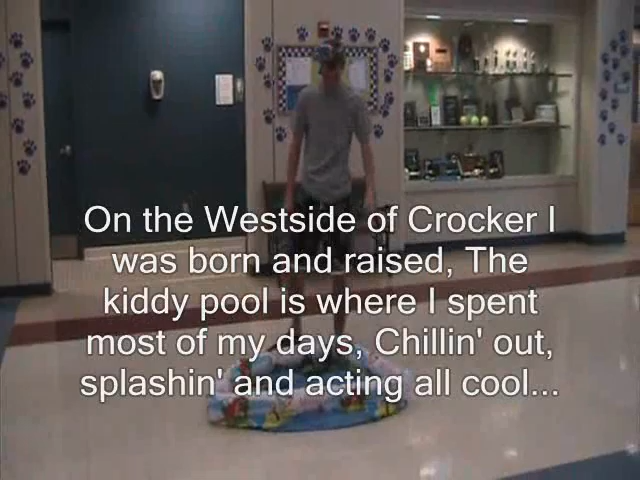 On the Westside of Crocker I
was born and raised, The
kiddy pool is where I spent
most of my days, Chillin' out,
splashin' and acting all cool...